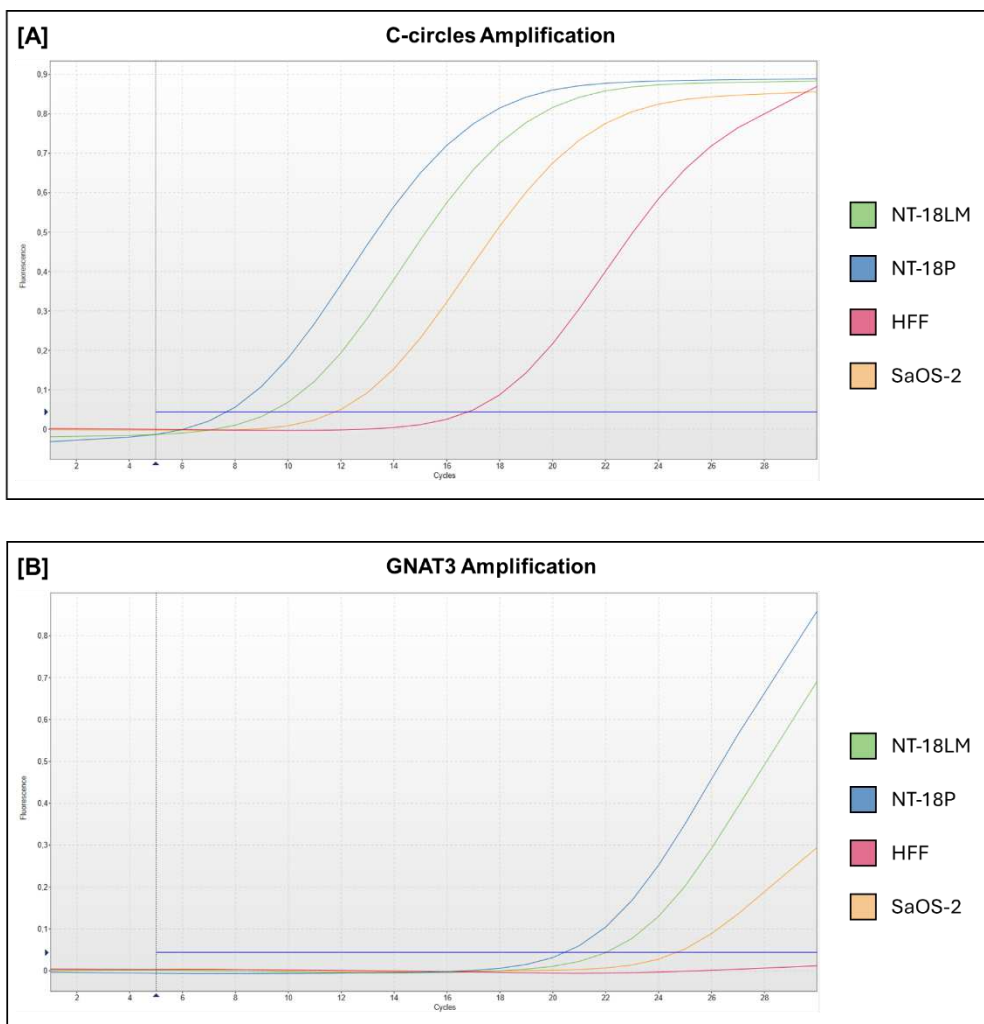 [A]
C-circles Amplification
0,9
0,8
0,7
0,6
0,5
0,4
0,3
0,2
0,1
0
Fluorescence
2 4 6 8 10 12 14 16 18 20 22 24 26 28
Cycles
NT-18LM
NT-18P
HFF
SaOS-2
[B]
GNAT3 Amplification
0,8
0,7
0,6
0,5
0,4
0,3
0,2
0,1
0
Fluorescence
2 4 6 8 10 12 14 16 18 20 22 24 26 28
Cycles
NT-18LM
NT-18P
HFF
SaOS-2